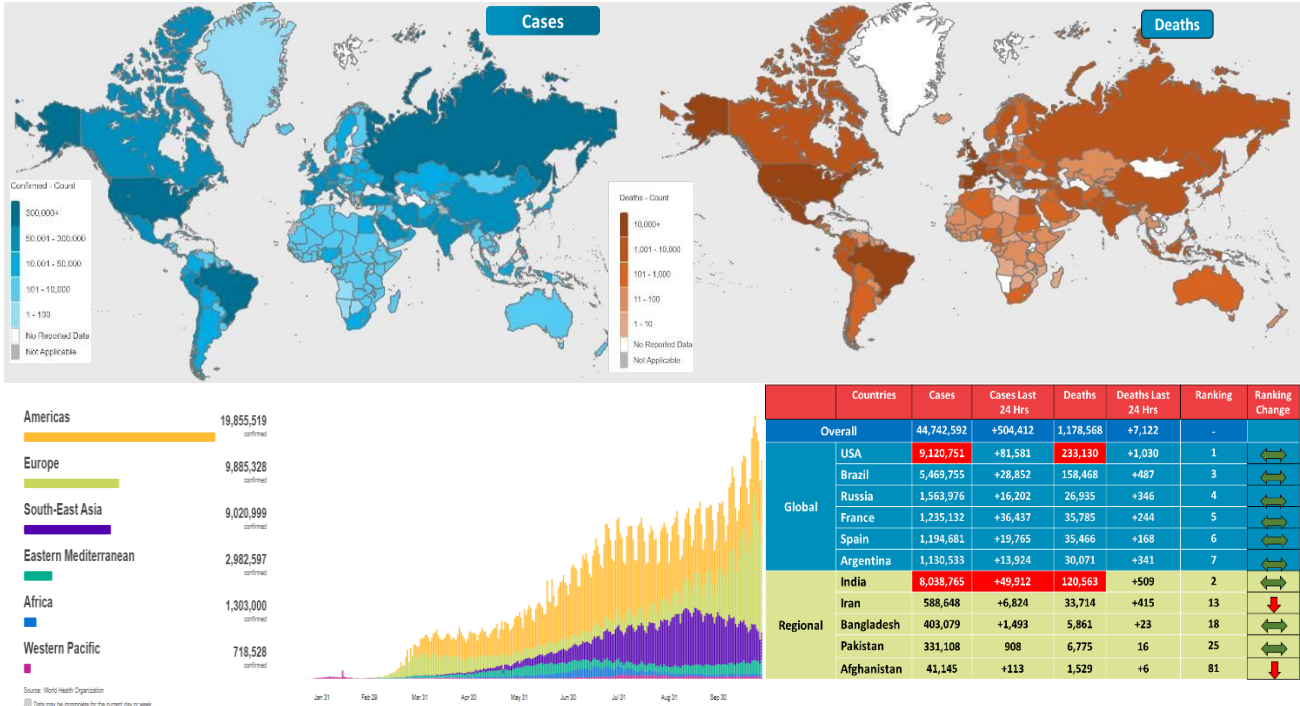 Cases
Confirmed - Count
300,000+
50,001 - 300,000
10,001 - 50,000
101 - 10,000
1 - 100
No Reported Data
Not Applicable
Deaths
Deaths - Count
10,000+
1,001 - 10,000
101 - 1,000
11 - 100
1 - 10
No Reported Data
Not Applicable
Americas 19,855,519
confirmed
Europe 9,885,328
confirmed
South-East Asia 9,020,999
confirmed
Eastern Mediterranean 2,982,597
confirmed
Africa 1,303,000
confirmed
Western Pacific 718,528
confirmed
Source: World Health Organization
Data may be incomplete for the current day or week
Jan 31 Feb 29 Mar 31 Apr 30 May 31 Jun 30 Jul 31 Aug 31 Sep 30
Countries Cases Cases Last 24 Hrs Deaths Deaths Last 24 Hrs Ranking Ranking Change
Overall 44,742,592 +504,412 1,178,568 +7,122 -
Global
USA 9,120,751 +81,581 233,130 +1,030 1
Brazil 5,469,755 +28,852 158,468 +487 3
Russia 1,563,976 +16,202 26,935 +346 4
France 1,235,132 +36,437 35,785 +244 5
Spain 1,194,681 +19,765 35,466 +168 6
Argentina 1,130,533 +13,924 30,071 +341 7
Regional
India 8,038,765 +49,912 120,563 +509 2
Iran 588,648 +6,824 33,714 +415 13
Bangladesh 403,079 +1,493 5,861 +23 18
Pakistan 331,108 908 6,775 16 25
Afghanistan 41,145 +113 1,529 +6 81